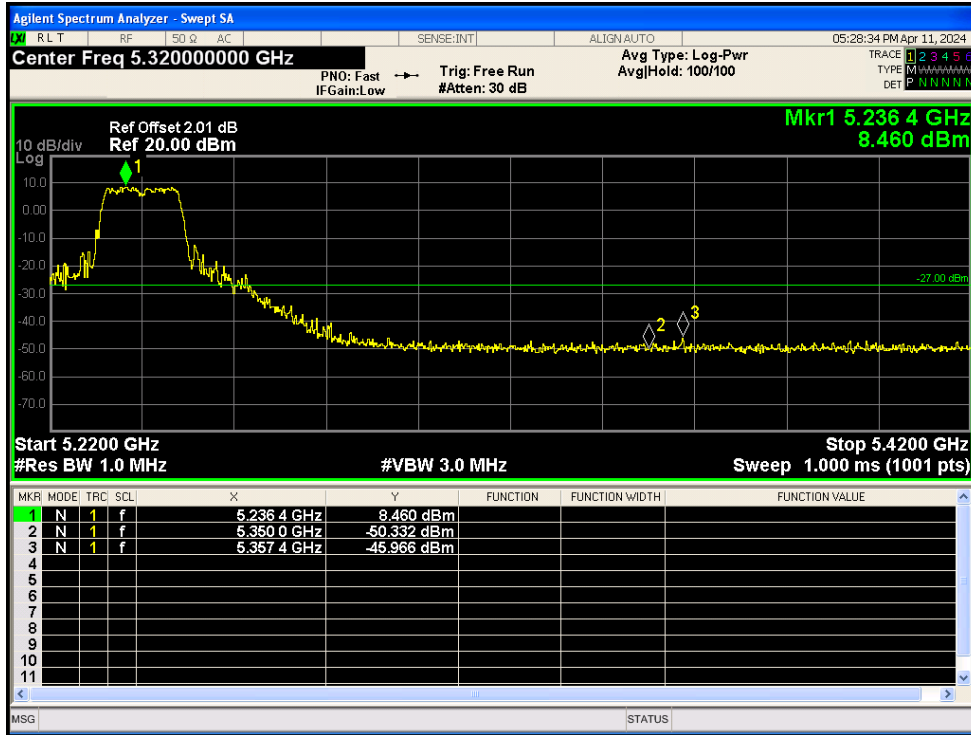 Agilent Spectrum Analyzer - Swept SA
LXI R L T RF 50 Ω AC SENSE:INT ALIGN AUTO 05:28:34 PM Apr 11, 2024
Center Freq 5.320000000 GHz
PNO: Fast
IFGain:Low
Trig: Free Run
#Atten: 30 dB
Avg Type: Log-Pwr
Avg|Hold: 100/100
TRACE 1 2 3 4 5 6
TYPE M W W W W W
DET P N N N N N
Mkr1 5.236 4 GHz
8.460 dBm
Ref Offset 2.01 dB
10 dB/div Ref 20.00 dBm
Log
1
10.0
0.00
-10.0
-20.0
-27.00 dBm
-30.0
-40.0
2 3
-50.0
-60.0
-70.0
Start 5.2200 GHz Stop 5.4200 GHz
#Res BW 1.0 MHz #VBW 3.0 MHz Sweep 1.000 ms (1001 pts)
MKR MODE TRC SCL X Y FUNCTION FUNCTION WIDTH FUNCTION VALUE
1 N 1 f 5.236 4 GHz 8.460 dBm
2 N 1 f 5.350 0 GHz -50.332 dBm
3 N 1 f 5.357 4 GHz -45.966 dBm
4
5
6
7
8
9
10
11
MSG STATUS